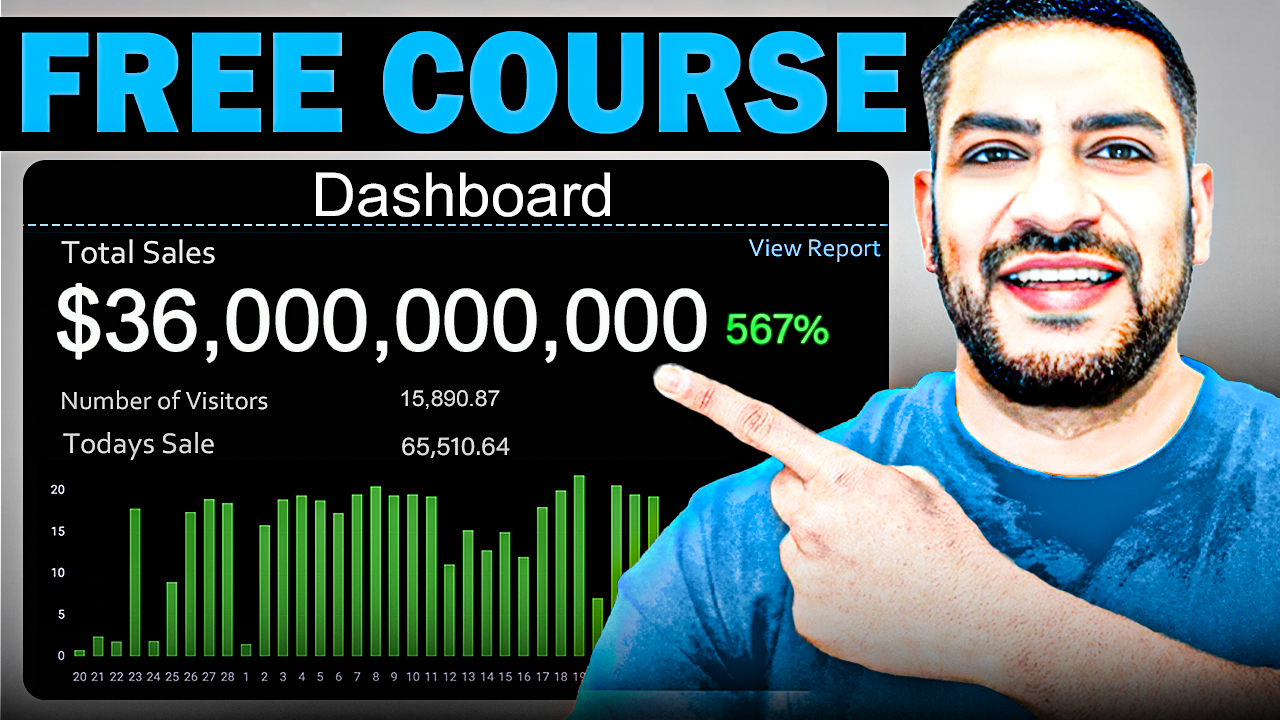 FREE COURSE
Dashboard
Total Sales
View Report
$36,000,000,000 567%
Number of Visitors 15,890.87
Todays Sale 65,510.64
20
15
10
5
0
20 21 22 23 24 25 26 27 28 1 2 3 4 5 6 7 8 9 10 11 12 13 14 15 16 17 18 19